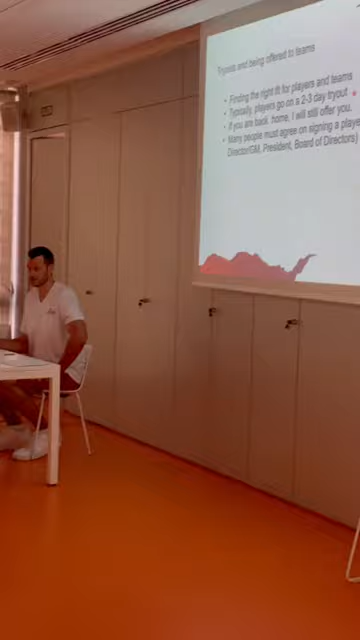 Tryouts and being offered to teams
• Finding the right fit for players and teams
• Typically, players go on a 2-3 day tryout
• If you are back home, I will still offer you.
• Many people must agree on signing a playe
Director/GM, President, Board of Directors)